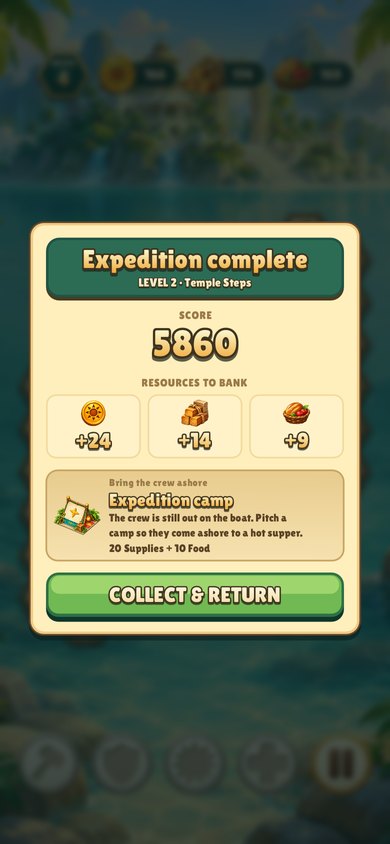 Expedition complete
LEVEL 2 · Temple Steps
SCORE
5860
RESOURCES TO BANK
+24
+14
+9
Bring the crew ashore
Expedition camp
The crew is still out on the boat. Pitch a
camp so they come ashore to a hot supper.
20 Supplies + 10 Food
COLLECT & RETURN